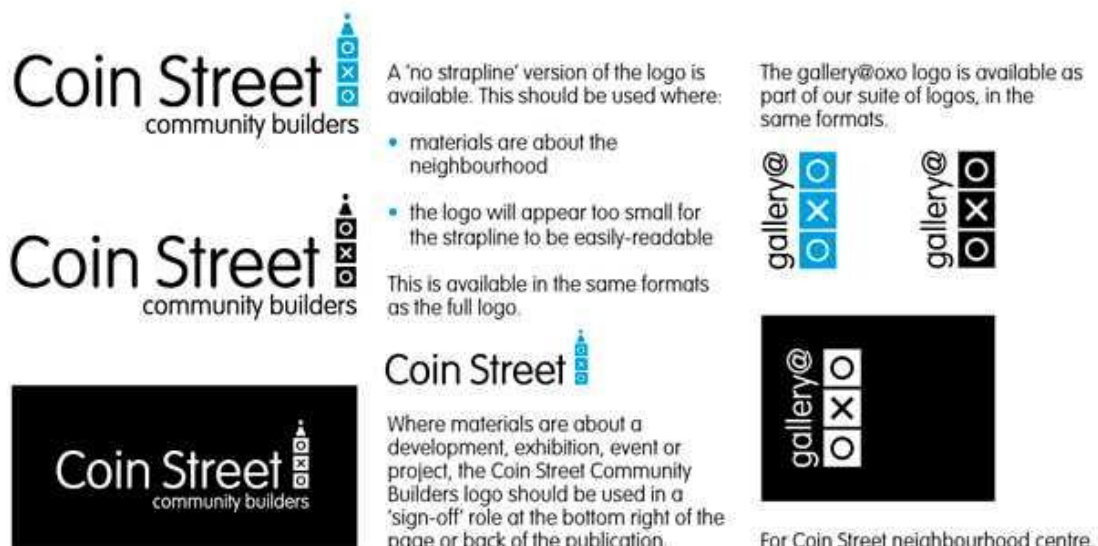 Coin Street
O
X
O
community builders
Coin Street
O
X
O
community builders
Coin Street
O
X
O
community builders
A 'no strapline' version of the logo is
available. This should be used where:
• materials are about the
neighbourhood
• the logo will appear too small for
the strapline to be easily-readable
This is available in the same formats
as the full logo.
Coin Street
O
X
O
Where materials are about a
development, exhibition, event or
project, the Coin Street Community
Builders logo should be used in a
'sign-off' role at the bottom right of the
page or back of the publication.
The gallery@oxo logo is available as
part of our suite of logos, in the
same formats.
gallery@
OXO
gallery@
OXO
gallery@
OXO
For Coin Street neighbourhood centre,